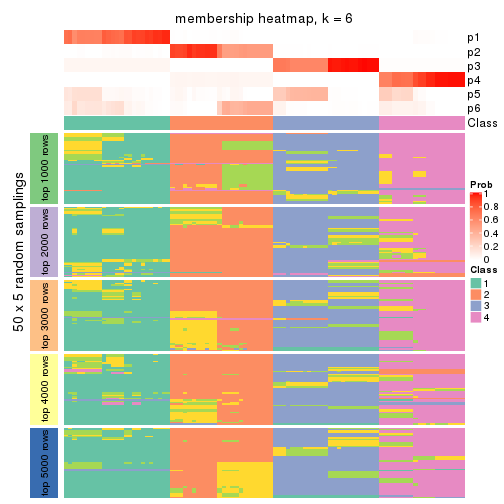 membership heatmap, k = 6
p1
p2
p3
p4
p5
p6
Class
50 x 5 random samplings
top 1000 rows
top 2000 rows
top 3000 rows
top 4000 rows
top 5000 rows
Prob
1
0.8
0.6
0.4
0.2
0
Class
1
2
3
4